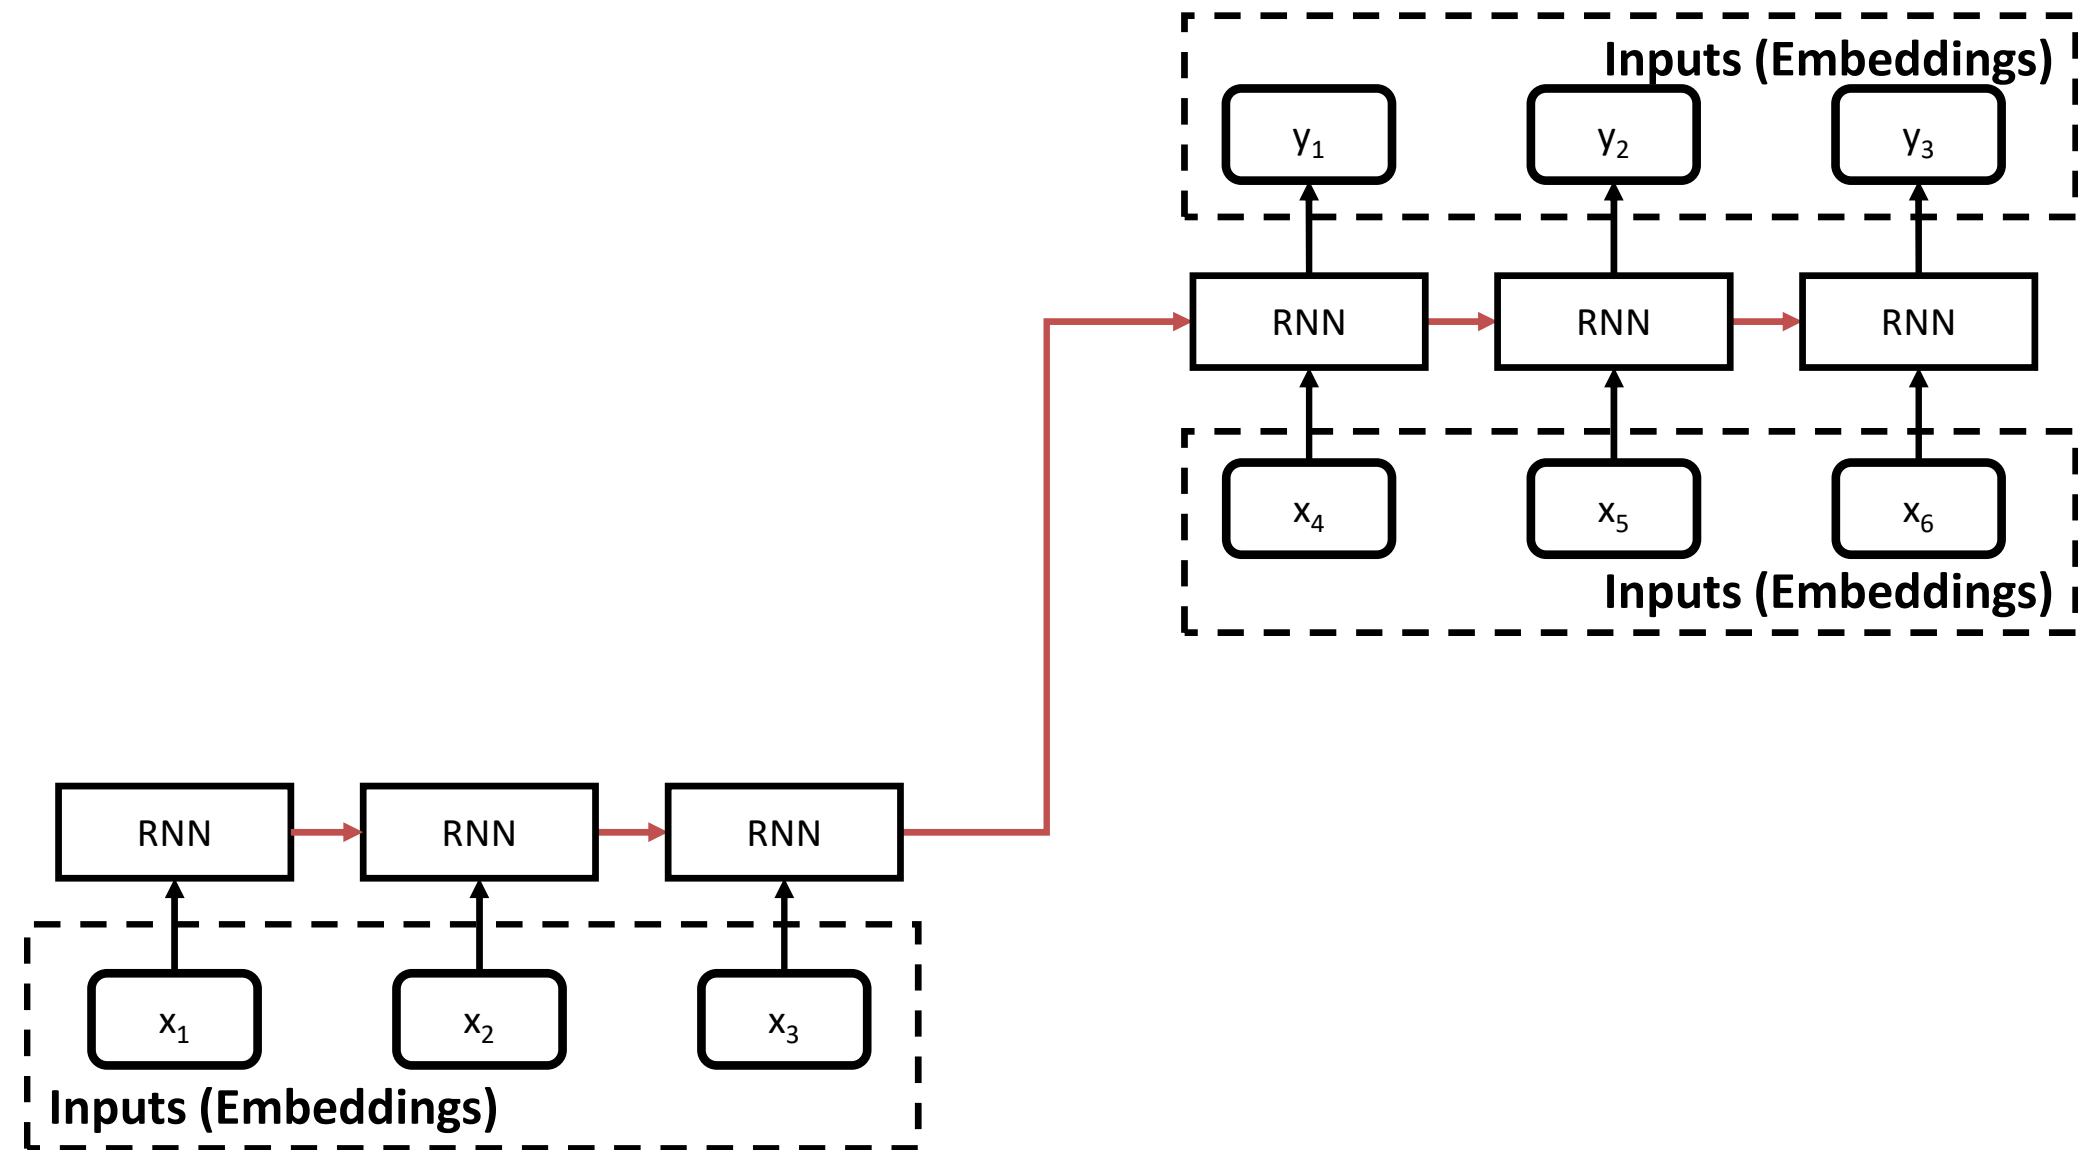 Inputs (Embeddings)
y1 y2 y3
RNN RNN RNN
x4 x5 x6
Inputs (Embeddings)
RNN RNN RNN
x1 x2 x3
Inputs (Embeddings)